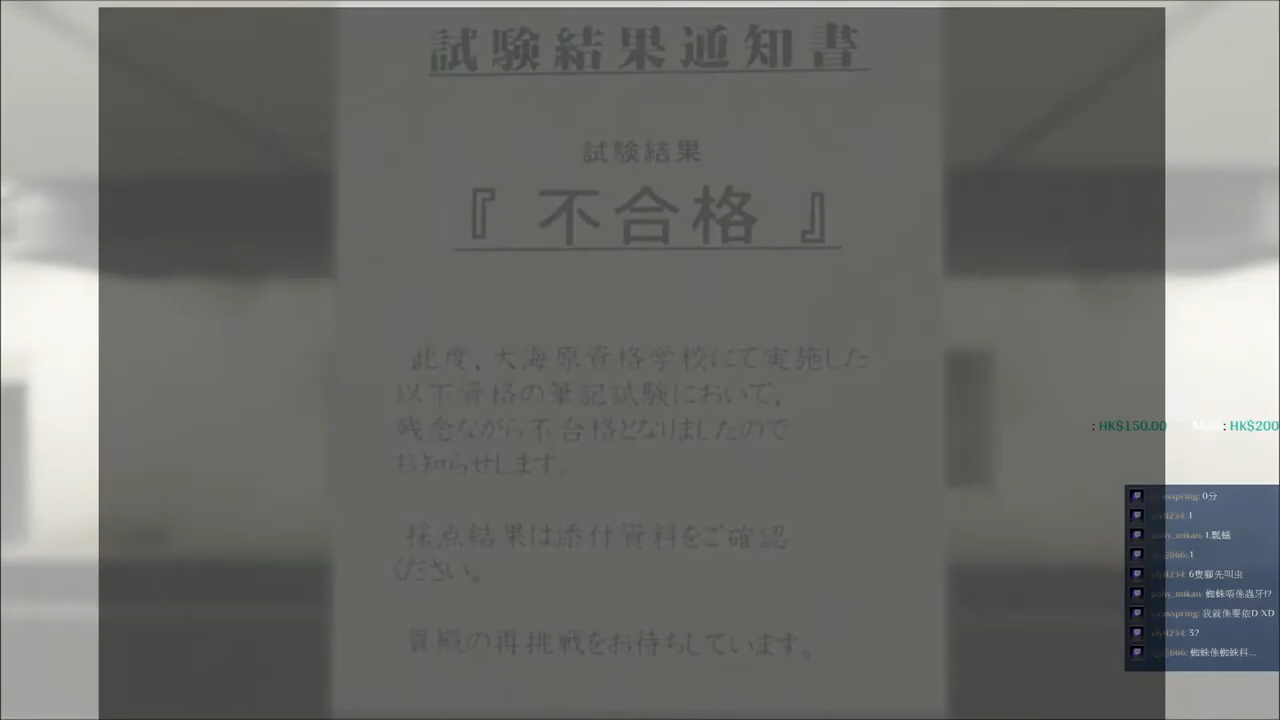 試験結果通知書
試験結果
『 不合格 』
此度、大海原資格学校にて実施した
以下資格の筆記試験において、
残念ながら不合格となりましたので
お知らせします。
採点結果は添付資料をご確認
ください。
貴殿の再挑戦をお待ちしています。
: HK$150.00 : HK$200
0分
1
poby_mikan: 1.瓢蟻
1
6隻腳先叫虫
poby_mikan: 蜘蛛唔係蟲牙!?
我就係要依D XD
3?
蜘蛛係蜘蛛科...